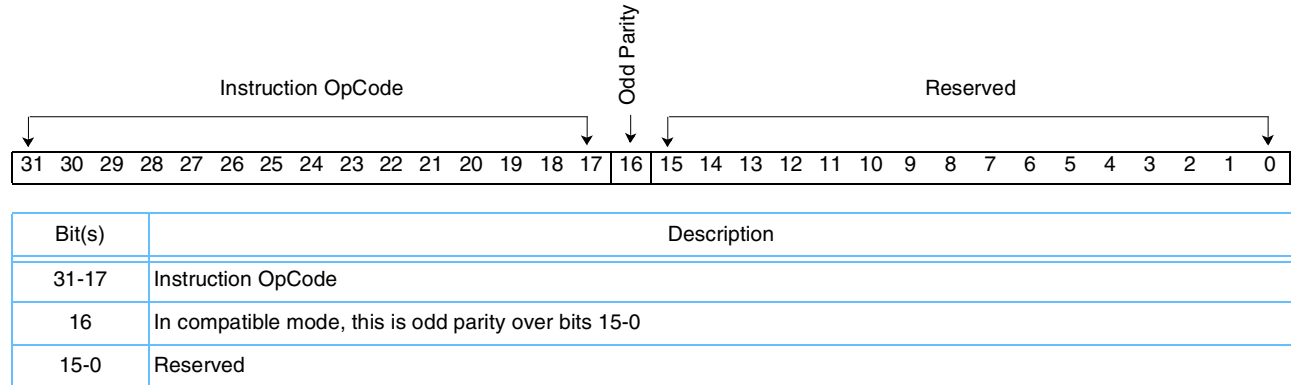 Odd Parity
Instruction OpCode
Reserved
31 30 29 28 27 26 25 24 23 22 21 20 19 18 17 16 15 14 13 12 11 10 9 8 7 6 5 4 3 2 1 0
Bit(s) Description
31-17 Instruction OpCode
16 In compatible mode, this is odd parity over bits 15-0
15-0 Reserved